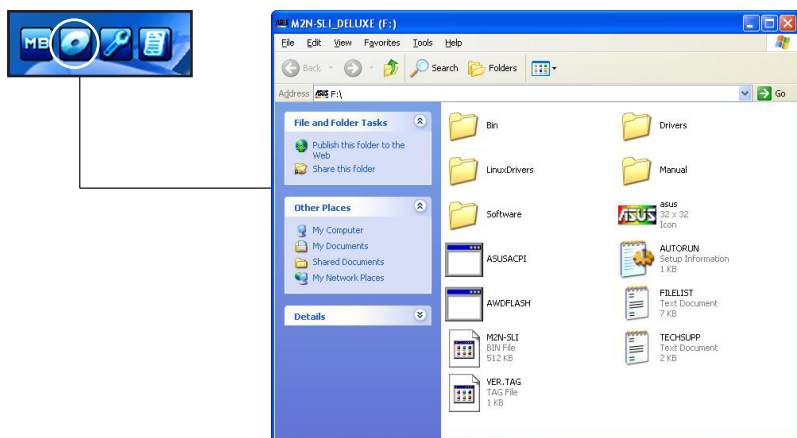 MB
M2N-SLI_DELUXE (F:)
File Edit View Favorites Tools Help
Back Search Folders
Address F:\ Go
File and Folder Tasks
Publish this folder to the
Web
Share this folder
Other Places
My Computer
My Documents
Shared Documents
My Network Places
Details
Bin
Drivers
LinuxDrivers
Manual
Software
ASUS
asus
32 x 32
Icon
ASUSACPI
AUTORUN
Setup Information
1 KB
AWDFLASH
FILELIST
Text Document
7 KB
M2N-SLI
BIN File
512 KB
TECHSUPP
Text Document
2 KB
VER.TAG
TAG File
1 KB